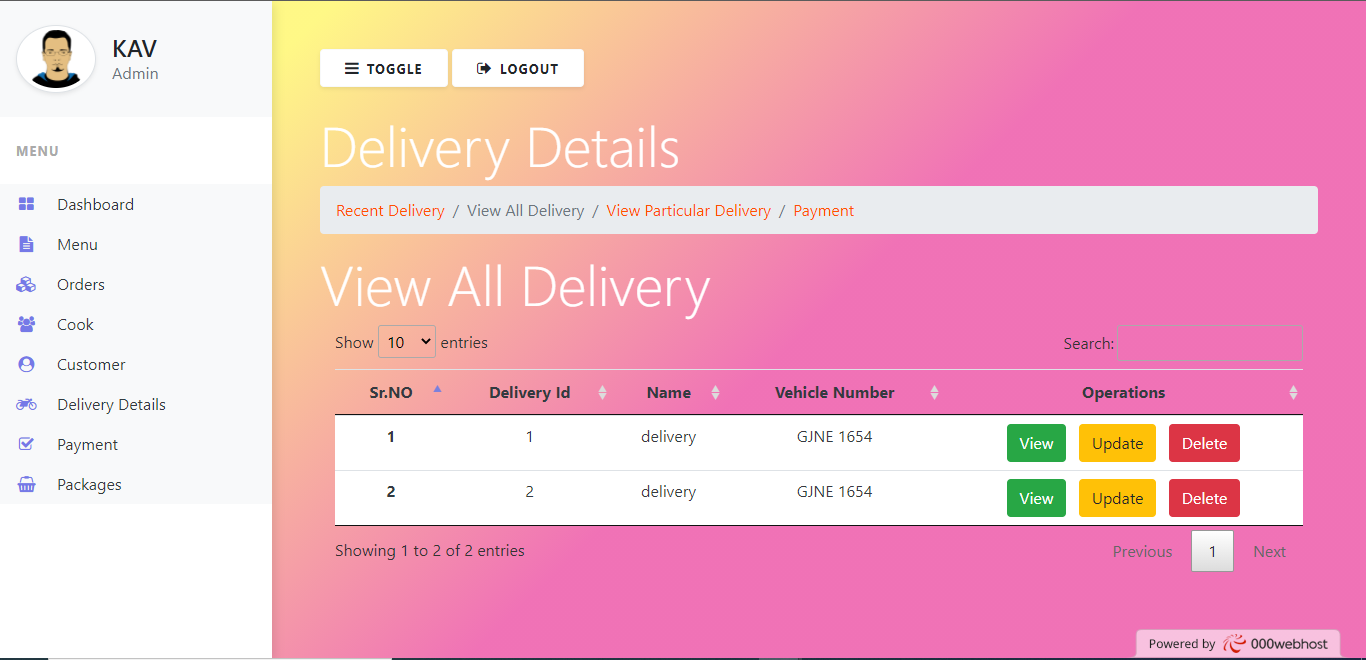 KAV
Admin
MENU
Dashboard
Menu
Orders
Cook
Customer
Delivery Details
Payment
Packages
TOGGLE LOGOUT
Delivery Details
Recent Delivery / View All Delivery / View Particular Delivery / Payment
View All Delivery
Show 10 entries Search:
Sr.NO Delivery Id Name Vehicle Number Operations
1 1 delivery GJNE 1654 View Update Delete
2 2 delivery GJNE 1654 View Update Delete
Showing 1 to 2 of 2 entries Previous 1 Next
Powered by 000webhost